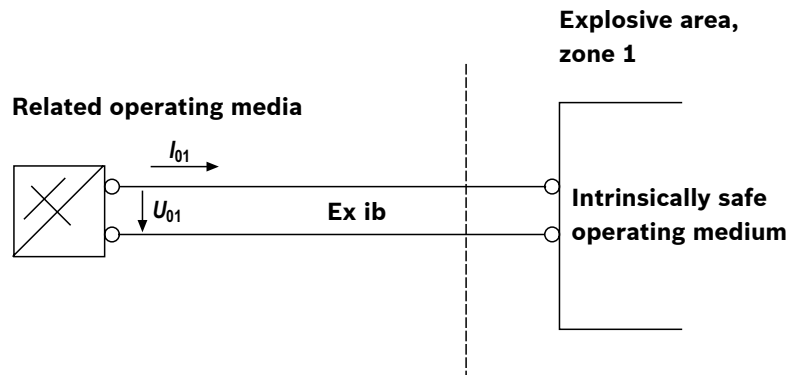 Explosive area,
zone 1
Related operating media
I01
U01
Ex ib
Intrinsically safe
operating medium